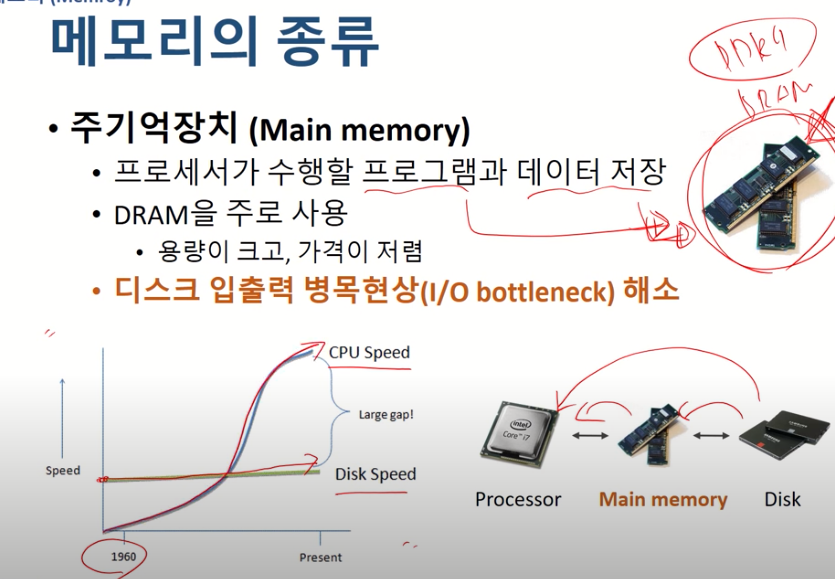 메모리의 종류
DDR4
DRAM
• 주기억장치 (Main memory)
• 프로세서가 수행할 프로그램과 데이터 저장
• DRAM을 주로 사용
• 용량이 크고, 가격이 저렴
• 디스크 입출력 병목현상(I/O bottleneck) 해소
CPU Speed
Large gap!
Speed
Disk Speed
1960
Present
intel
Core i7
Processor
Main memory
Disk